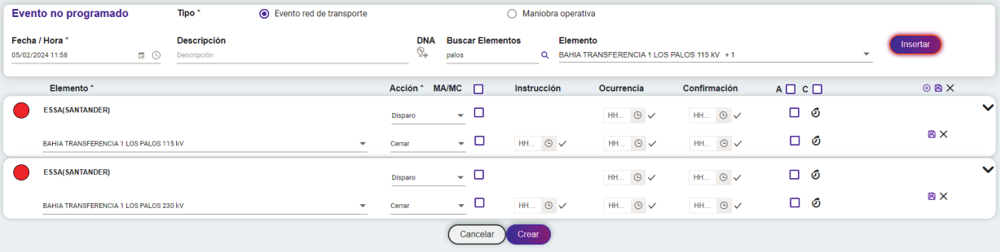 Evento no programado Tipo * Evento red de transporte Maniobra operativa
Fecha / Hora * Descripción DNA Buscar Elementos Elemento Insertar
05/02/2024 11:58 Descripción palos BAHIA TRANSFERENCIA 1 LOS PALOS 115 kV + 1
Elemento * Acción * MA/MC Instrucción Ocurrencia Confirmación A C
ESSA(SANTANDER)
Disparo HH... HH...
BAHIA TRANSFERENCIA 1 LOS PALOS 115 kV Cerrar HH... HH... HH...
ESSA(SANTANDER)
Disparo HH... HH...
BAHIA TRANSFERENCIA 1 LOS PALOS 230 kV Cerrar HH... HH... HH...
Cancelar Crear